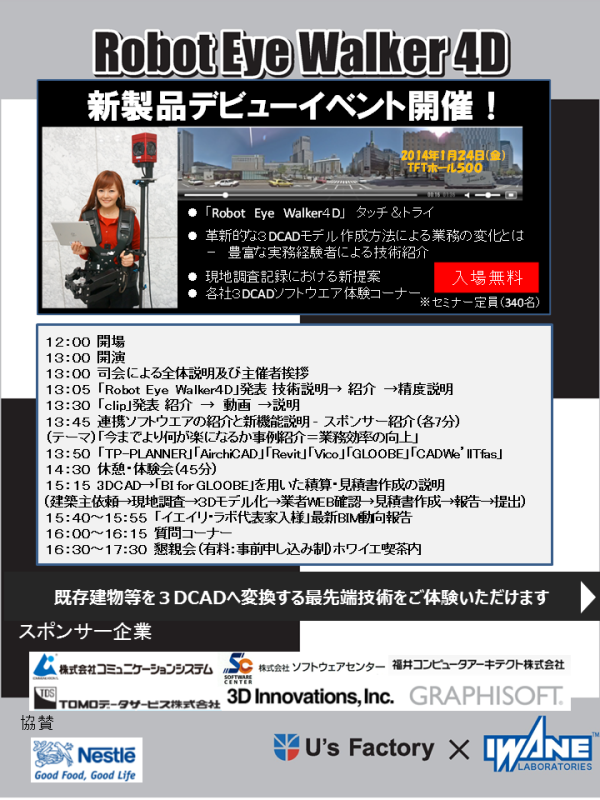 Robot Eye Walker 4D
新製品デビューイベント開催！
2014年1月24日(金)
TFTホール500
●「Robot Eye Walker4D」 タッチ＆トライ
● 革新的な３DCADモデル作成方法による業務の変化とは
－ 豊富な実務経験者による技術紹介
● 現地調査記録における新提案
● 各社３DCADソフトウエア体験コーナー
入場無料
※セミナー定員(340名)
12:00 開場
13:00 開演
13:00 司会による全体説明及び主催者挨拶
13:05 「Robot Eye Walker4D」発表 技術説明→ 紹介 →精度説明
13:30 「clip」発表 紹介 → 動画 →説明
13:45 連携ソフトウエアの紹介と新機能説明 - スポンサー紹介(各7分)
(テーマ)「今までより何が楽になるか事例紹介＝業務効率の向上」
13:50 「TP-PLANNER」「AirchiCAD」「Revit」「Vico」「GLOOBE」「CADWe'llTfas」
14:30 休憩・体験会(45分)
15:15 3DCAD→「BI for GLOOBE」を用いた積算・見積書作成の説明
(建築主依頼→現地調査→3Dモデル化→業者WEB確認→見積書作成→報告→提出)
15:40～15:55 「イエイリ・ラボ代表家入様」最新BIM動向報告
16:00～16:15 質問コーナー
16:30～17:30 懇親会(有料：事前申し込み制)ホワイエ喫茶内
既存建物等を３DCADへ変換する最先端技術をご体験いただけます
スポンサー企業
株式会社コミュニケーションシステム
SC SOFTWARE CENTER 株式会社 ソフトウェアセンター
福井コンピュータアーキテクト株式会社
TDS TOMOデータサービス株式会社
3D Innovations, Inc.
GRAPHISOFT.
協賛
Nestlé
Good Food, Good Life
U's Factory × IWANE LABORATORIES™